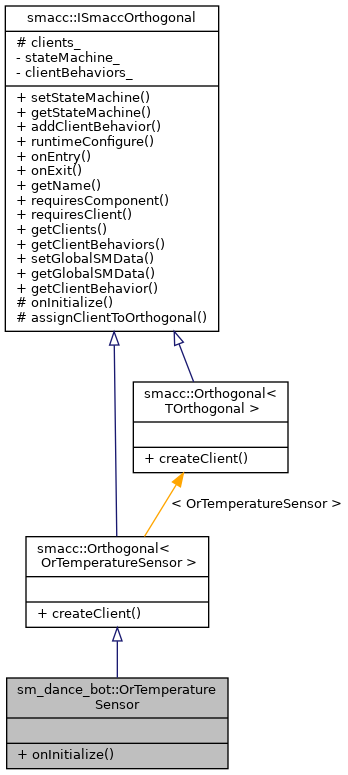 smacc::ISmaccOrthogonal
# clients_
- stateMachine_
- clientBehaviors_
+ setStateMachine()
+ getStateMachine()
+ addClientBehavior()
+ runtimeConfigure()
+ onEntry()
+ onExit()
+ getName()
+ requiresComponent()
+ requiresClient()
+ getClients()
+ getClientBehaviors()
+ setGlobalSMData()
+ getGlobalSMData()
+ getClientBehavior()
# onInitialize()
# assignClientToOrthogonal()
smacc::Orthogonal<
TOrthogonal >
+ createClient()
< OrTemperatureSensor >
smacc::Orthogonal<
OrTemperatureSensor >
+ createClient()
sm_dance_bot::OrTemperature
Sensor
+ onInitialize()